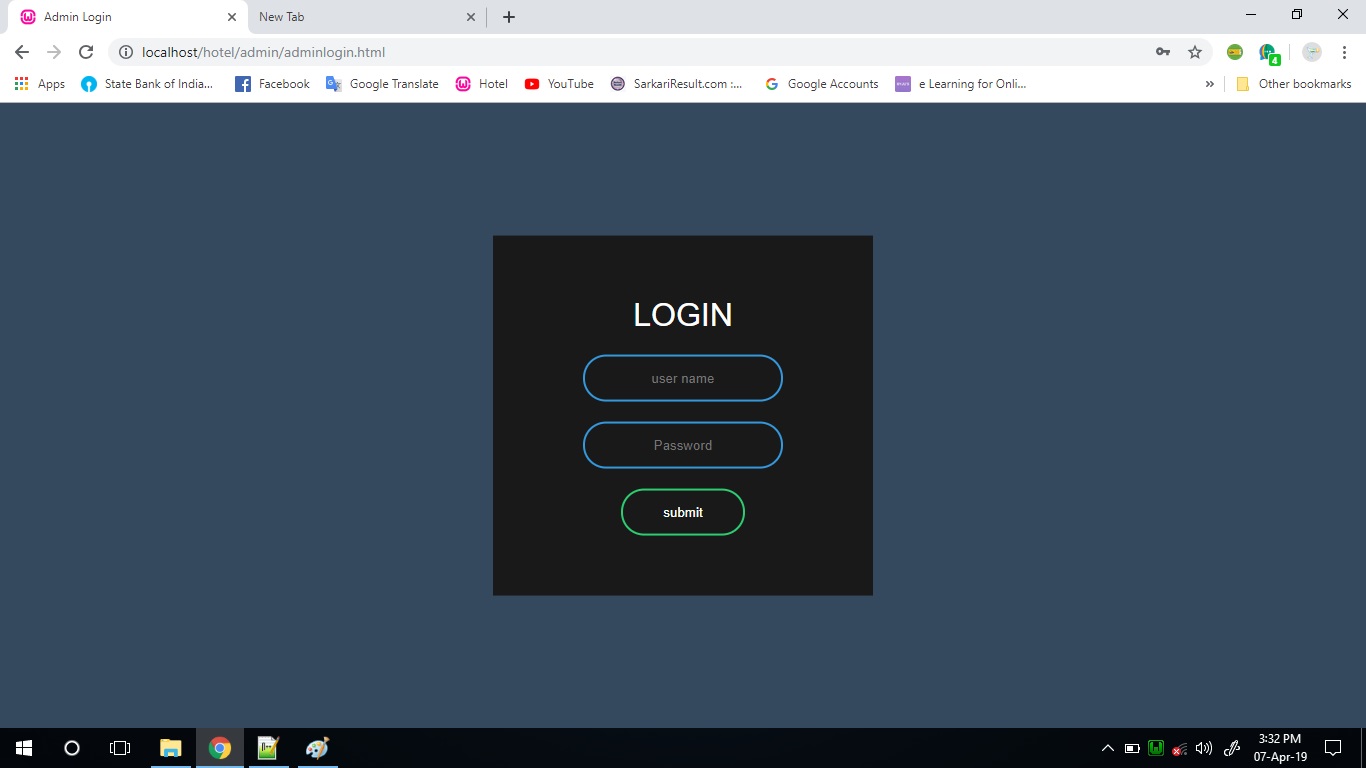 Admin Login
New Tab
localhost/hotel/admin/adminlogin.html
4
Apps
State Bank of India...
Facebook
Google Translate
Hotel
YouTube
SarkariResult.com :...
Google Accounts
e Learning for Onli...
»
Other bookmarks
LOGIN
user name
Password
submit
3:32 PM
07-Apr-19